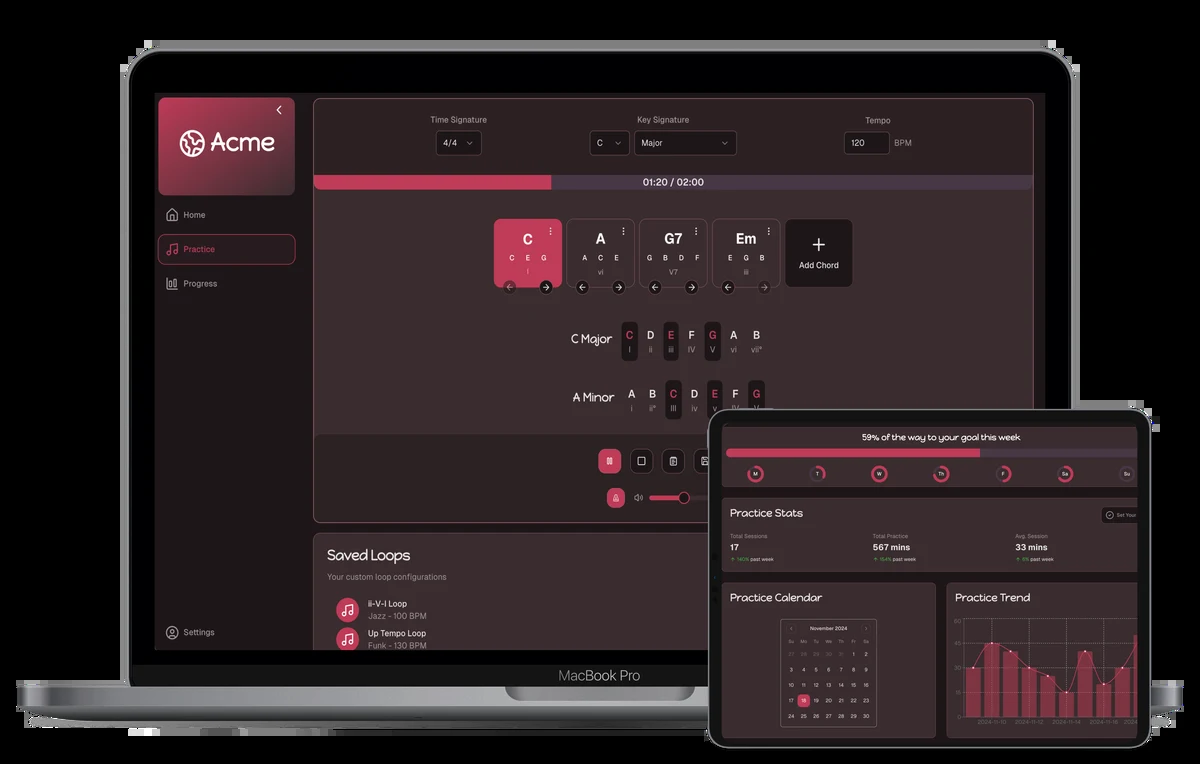 Acme
Home
Practice
Progress
Settings
Time Signature
4/4
Key Signature
C Major
Tempo
120 BPM
01:20 / 02:00
C
C E G
I
A
A C E
vi
G7
G B D F
V7
Em
E G B
iii
Add Chord
C Major
C D E F G A B
I ii iii IV V vi vii°
A Minor
A B C D E F G
i ii° III iv v
Saved Loops
Your custom loop configurations
ii-V-I Loop
Jazz - 100 BPM
Up Tempo Loop
Funk - 130 BPM
MacBook Pro
59% of the way to your goal this week
M T W Th F Sa Su
Practice Stats
Set Your
Total Sessions
17
past week
Total Practice
567 mins
past week
Avg. Session
33 mins
past week
Practice Calendar
November 2024
Su Mo Tu We Th Fr Sa
27 28 29 30 31 1 2
3 4 5 6 7 8 9
10 11 12 13 14 15 16
17 18 19 20 21 22 23
24 25 26 27 28 29 30
Practice Trend
60
45
30
15
0
2024-11-10 2024-11-12 2024-11-14 2024-11-16 2024